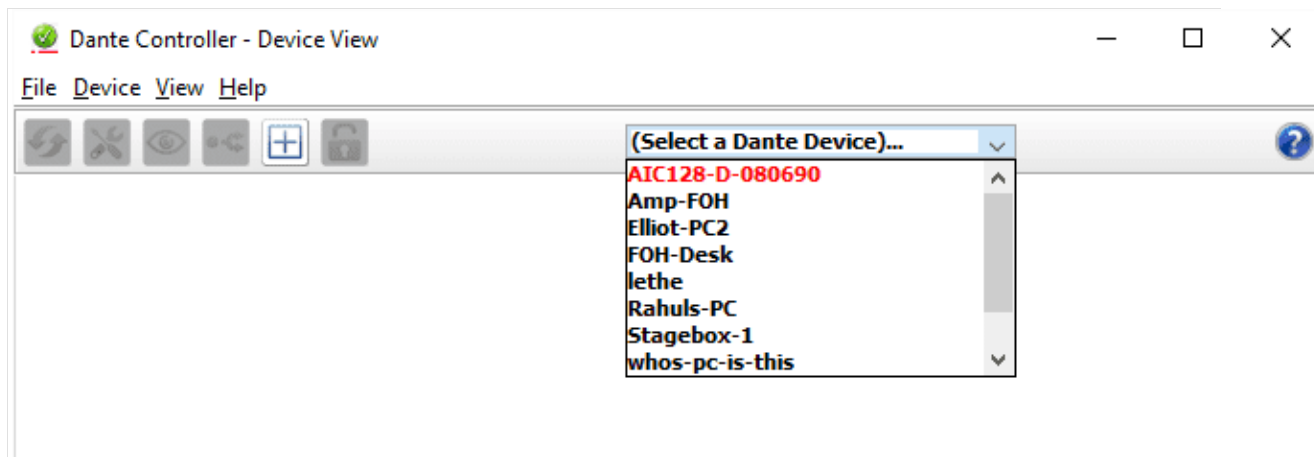 Dante Controller - Device View
File Device View Help
(Select a Dante Device)...
?
AIC128-D-080690
Amp-FOH
Elliot-PC2
FOH-Desk
lethe
Rahuls-PC
Stagebox-1
whos-pc-is-this